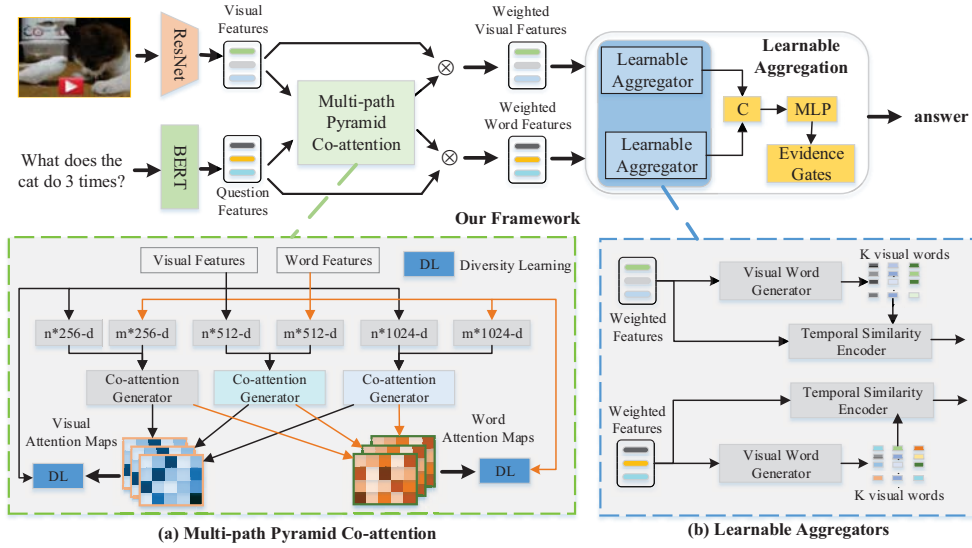 Visual
Features
Weighted
Visual Features
ResNet
Learnable
Aggregator
Learnable
Aggregation
Multi-path
Pyramid
Co-attention
C
MLP
answer
Weighted
Word Features
What does the
cat do 3 times?
BERT
Learnable
Aggregator
Evidence
Gates
Question
Features
Our Framework
Visual Features
Word Features
DL
Diversity Learning
n*256-d
m*256-d
n*512-d
m*512-d
n*1024-d
m*1024-d
Co-attention
Generator
Co-attention
Generator
Co-attention
Generator
Visual
Attention Maps
Word
Attention Maps
DL
DL
(a) Multi-path Pyramid Co-attention
K visual words
Visual Word
Generator
Weighted
Features
Temporal Similarity
Encoder
Temporal Similarity
Encoder
Weighted
Features
Visual Word
Generator
K visual words
(b) Learnable Aggregators